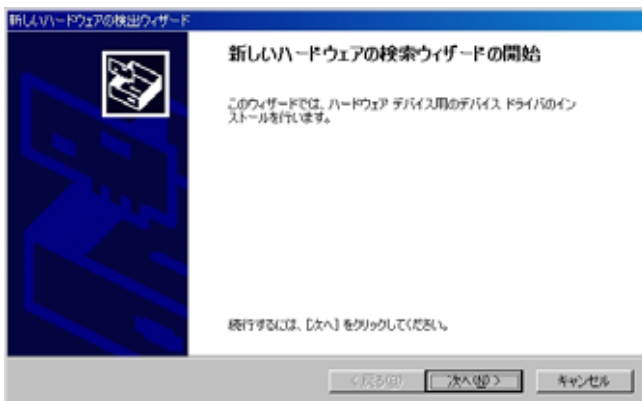 新しいハードウェアの検出ウィザード
新しいハードウェアの検索ウィザードの開始
このウィザードでは、ハードウェア デバイス用のデバイス ドライバのイン
ストールを行います。
続行するには、[次へ] をクリックしてください。
< 戻る(B)
次へ(N) >
キャンセル